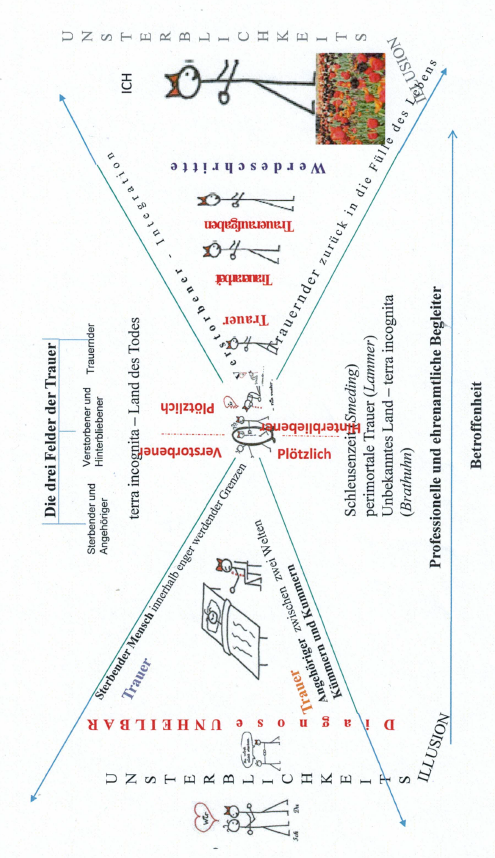 Die drei Felder der Trauer
Sterbender und
Angehöriger
Verstorbener und
Hinterbliebener
Trauernder
terra incognita – Land des Todes
UNSTERBLICHKEITS
ILLUSION
Wir
Ich
Du
Diagnose UNHEILBAR
Trauer
Sterbender Mensch innerhalb enger werdender Grenzen
Trauer
Angehöriger zwischen zwei Welten
Kümmern und Kummern
Verstorbener
Plötzlich
Plötzlich
Hinterbliebener
Verstorbener - Integration
Trauer
Trauerarbeit
Traueraufgaben
Werdeschritte
ICH
Trauernder zurück in die Fülle des Lebens
UNSTERBLICHKEITS
ILLUSION
Schleusenzeit (Smeding)
perimortale Trauer (Lammer)
Unbekanntes Land – terra incognita
(Brathuhn)
Professionelle und ehrenamtliche Begleiter
Betroffenheit